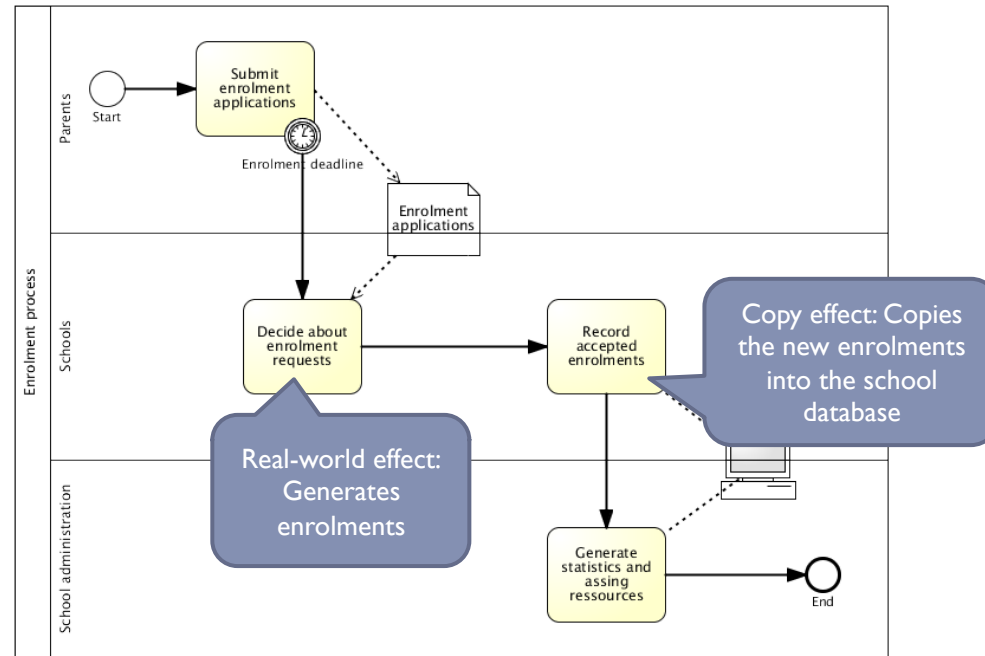 Enrolment process
Parents
Start
Submit
enrolment
applications
Enrolment deadline
Enrolment
applications
Schools
Decide about
enrolment
requests
Record
accepted
enrolments
Copy effect: Copies
the new enrolments
into the school
database
Real-world effect:
Generates
enrolments
School administration
Generate
statistics and
assing
ressources
End